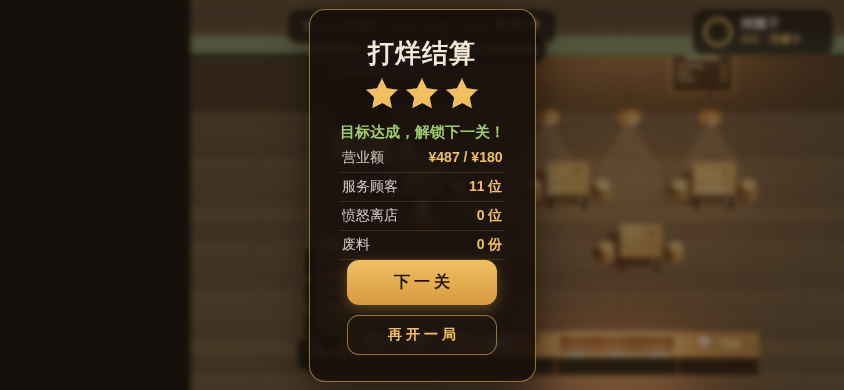 打烊结算
目标达成，解锁下一关！
营业额 ¥487 / ¥180
服务顾客 11 位
愤怒离店 0 位
废料 0 份
下一关
再开一局